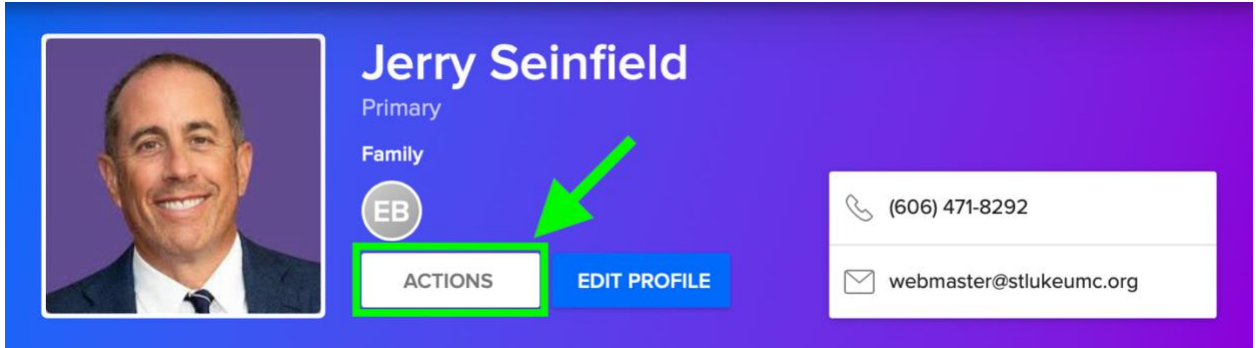 Jerry Seinfield
Primary
Family
EB
ACTIONS
EDIT PROFILE
(606) 471-8292
webmaster@stlukeumc.org